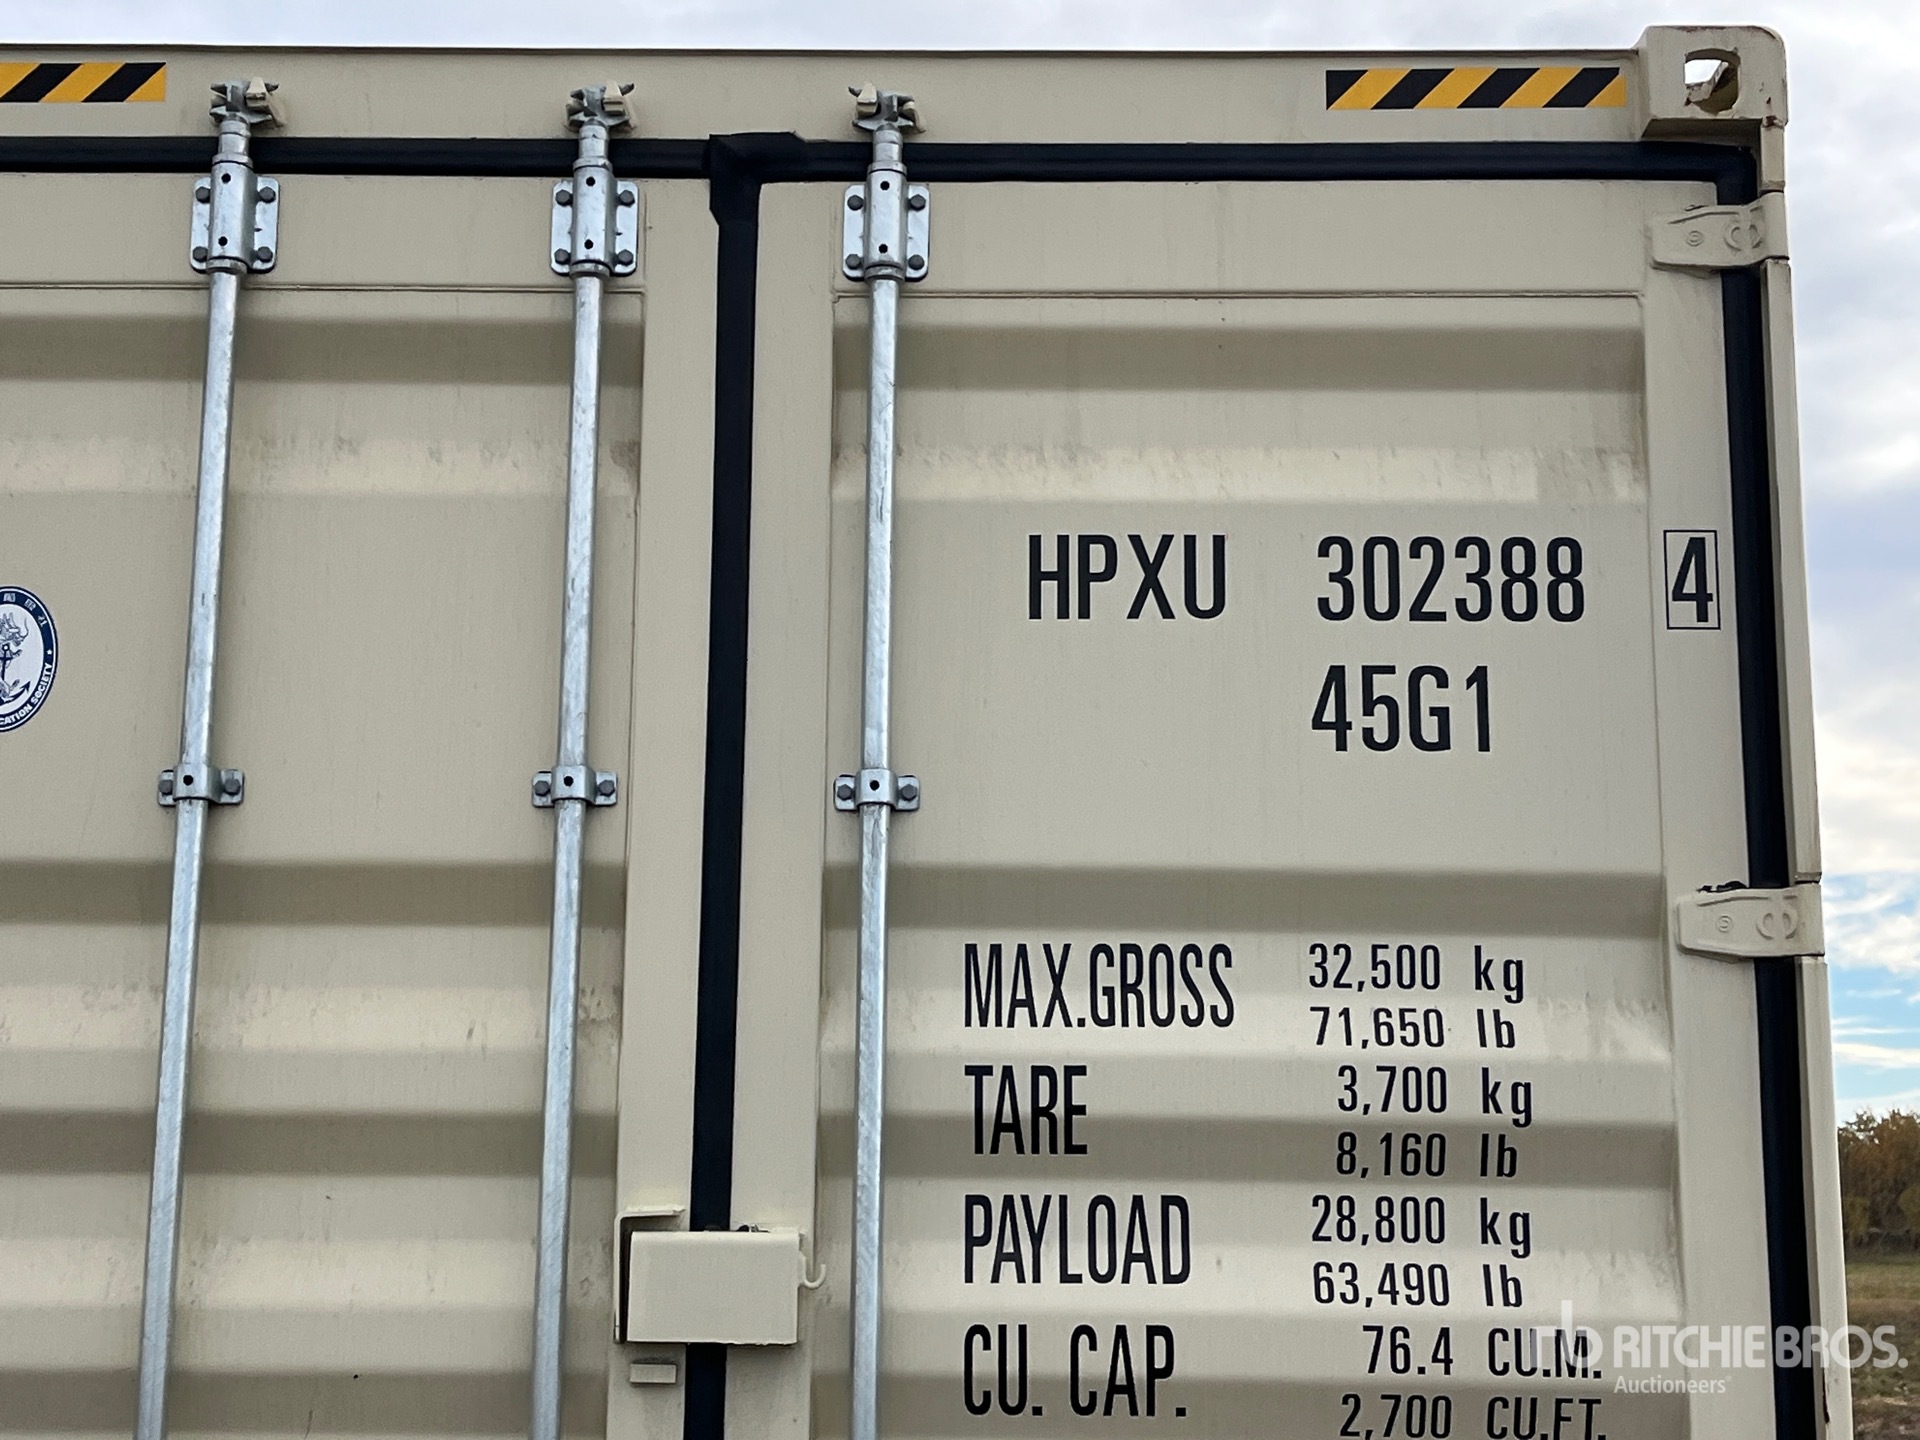 HPXU 302388 4
45G1
MAX.GROSS 32,500 kg
71,650 lb
TARE 3,700 kg
8,160 lb
PAYLOAD 28,800 kg
63,490 lb
CU. CAP. 76.4 CU.M.
2,700 CU.FT.
SOCIETY
rb RITCHIE BROS.
Auctioneers